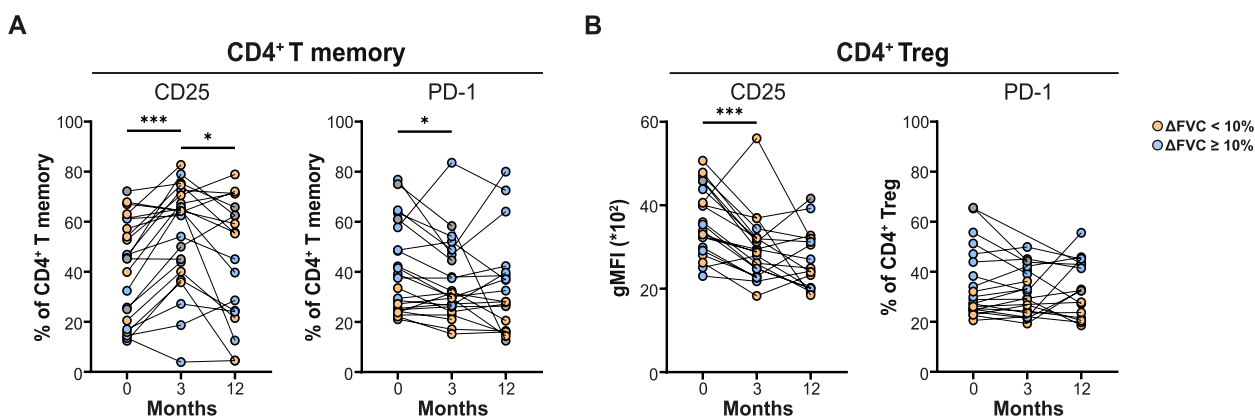 A
B
CD4⁺ T memory
CD4⁺ Treg
CD25
PD-1
CD25
PD-1
ΔFVC < 10%
ΔFVC ≥ 10%
% of CD4⁺ T memory
100
80
60
40
20
0
***
*
0 3 12
Months
% of CD4⁺ T memory
100
80
60
40
20
0
*
0 3 12
Months
gMFI (*10²)
60
40
20
0
***
0 3 12
Months
% of CD4⁺ Treg
100
80
60
40
20
0
0 3 12
Months